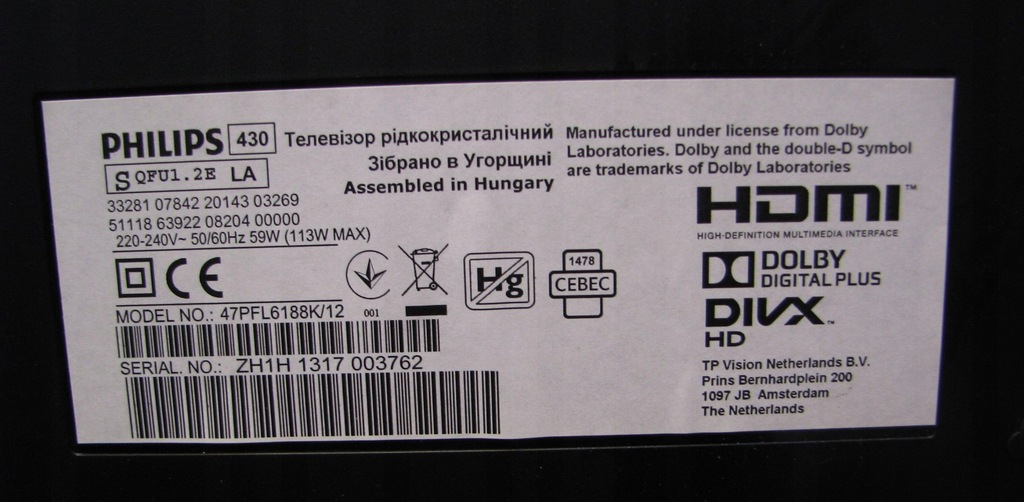 PHILIPS 430 Телевізор рідкокристалічний
S QFU1.2E LA
Зібрано в Угорщині
Assembled in Hungary
33281 07842 20143 03269
51118 63922 08204 00000
220-240V~ 50/60Hz 59W (113W MAX)
CE
001
Hg
1478
CEBEC
MODEL NO.: 47PFL6188K/12
SERIAL. NO.: ZH1H 1317 003762
Manufactured under license from Dolby
Laboratories. Dolby and the double-D symbol
are trademarks of Dolby Laboratories
HDMI™
HIGH-DEFINITION MULTIMEDIA INTERFACE
DOLBY
DIGITAL PLUS
DIVX™
HD
TP Vision Netherlands B.V.
Prins Bernhardplein 200
1097 JB Amsterdam
The Netherlands